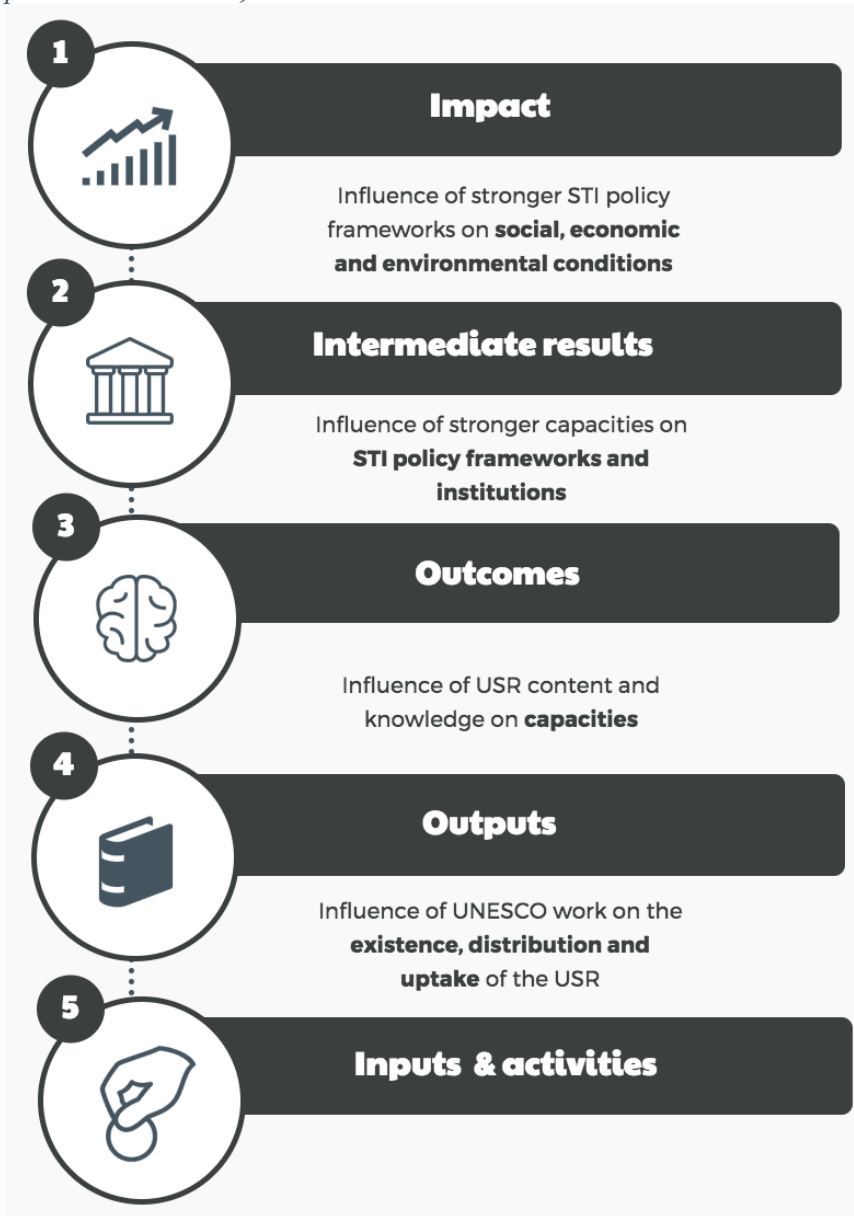 1
Impact
Influence of stronger STI policy
frameworks on social, economic
and environmental conditions
2
Intermediate results
Influence of stronger capacities on
STI policy frameworks and
institutions
3
Outcomes
Influence of USR content and
knowledge on capacities
4
Outputs
Influence of UNESCO work on the
existence, distribution and
uptake of the USR
5
Inputs & activities